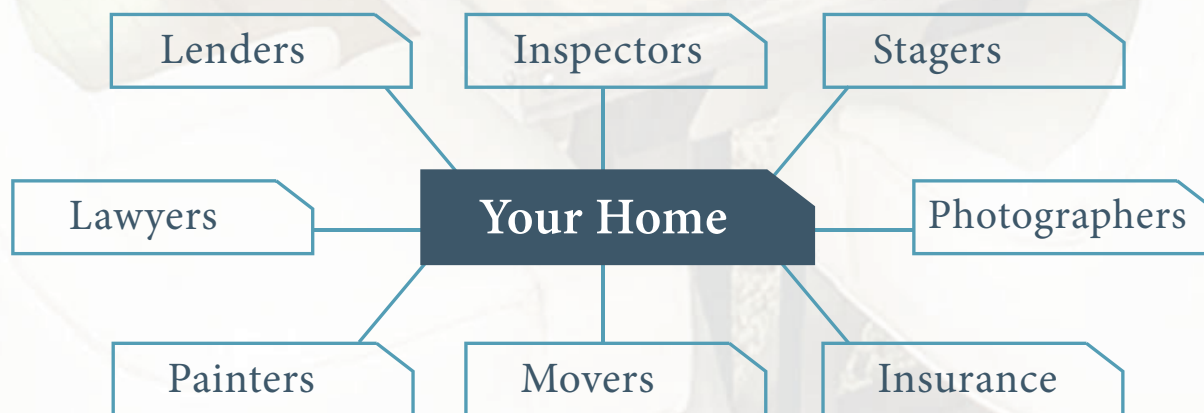 Lenders
Inspectors
Stagers
Lawyers
Your Home
Photographers
Painters
Movers
Insurance